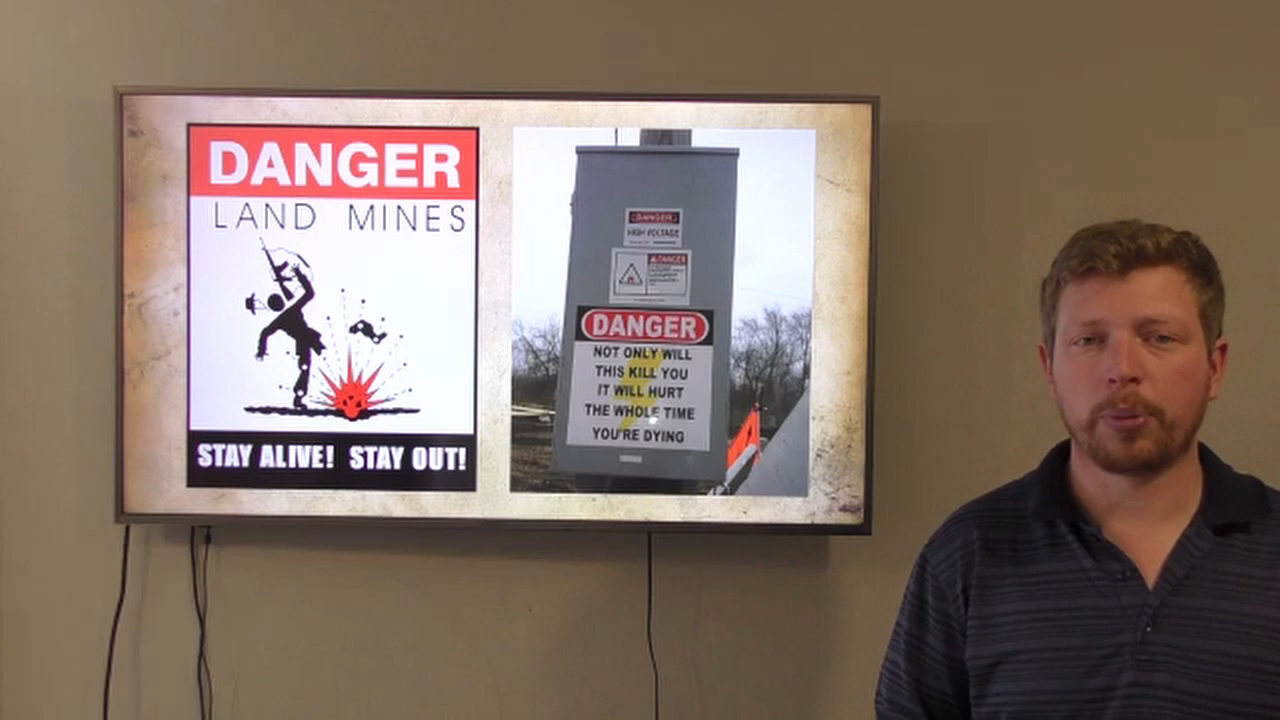 DANGER
LAND MINES
STAY ALIVE! STAY OUT!
DANGER
HIGH VOLTAGE
DANGER
DANGER
NOT ONLY WILL
THIS KILL YOU
IT WILL HURT
THE WHOLE TIME
YOU'RE DYING